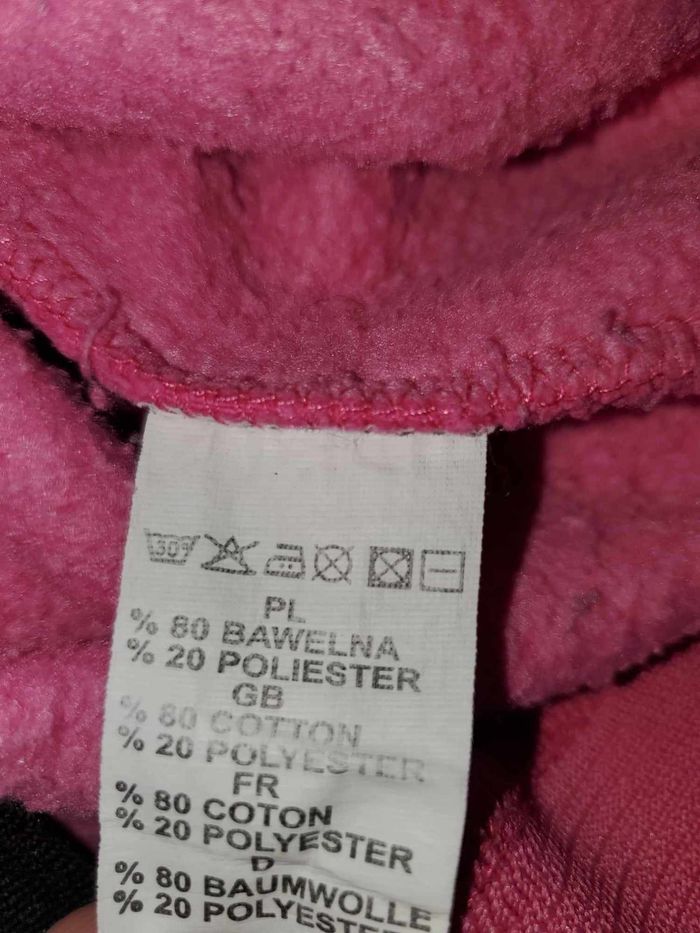 30°
PL
% 80 BAWELNA
% 20 POLIESTER
GB
% 80 COTTON
% 20 POLYESTER
FR
% 80 COTON
% 20 POLYESTER
D
% 80 BAUMWOLLE
% 20 POLYESTER